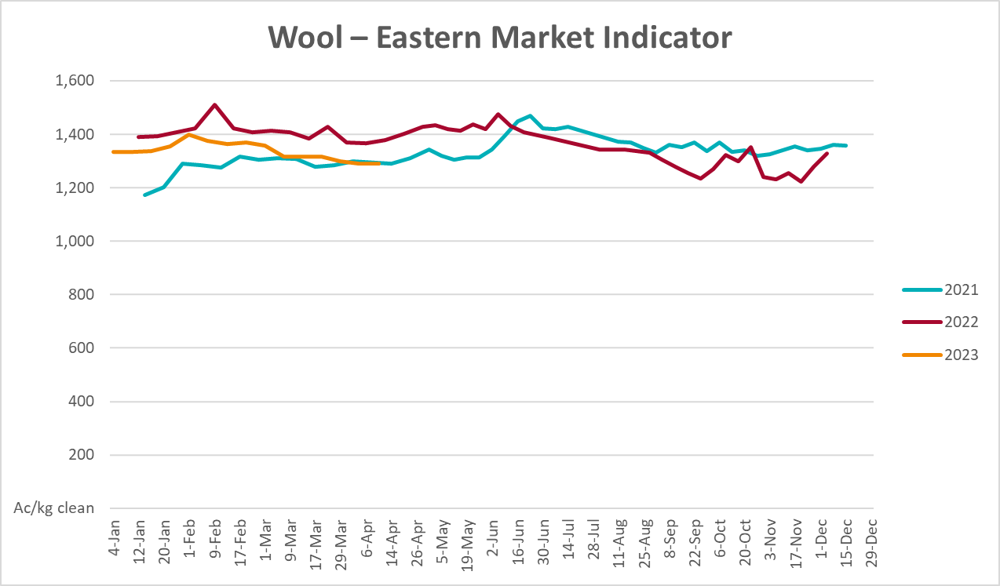 Wool – Eastern Market Indicator
1,600
1,400
1,200
1,000
800
600
400
200
Ac/kg clean
4-Jan
12-Jan
20-Jan
1-Feb
9-Feb
17-Feb
1-Mar
9-Mar
17-Mar
29-Mar
6-Apr
14-Apr
26-Apr
5-May
19-May
2-Jun
16-Jun
30-Jun
14-Jul
28-Jul
11-Aug
25-Aug
8-Sep
22-Sep
6-Oct
20-Oct
3-Nov
17-Nov
1-Dec
15-Dec
29-Dec
2021
2022
2023